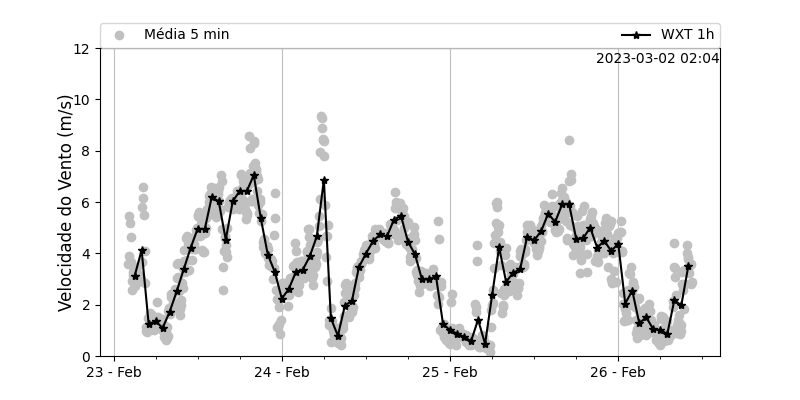 Média 5 min
WXT 1h
2023-03-02 02:04
Velocidade do Vento (m/s)
12
10
8
6
4
2
0
23 - Feb
24 - Feb
25 - Feb
26 - Feb